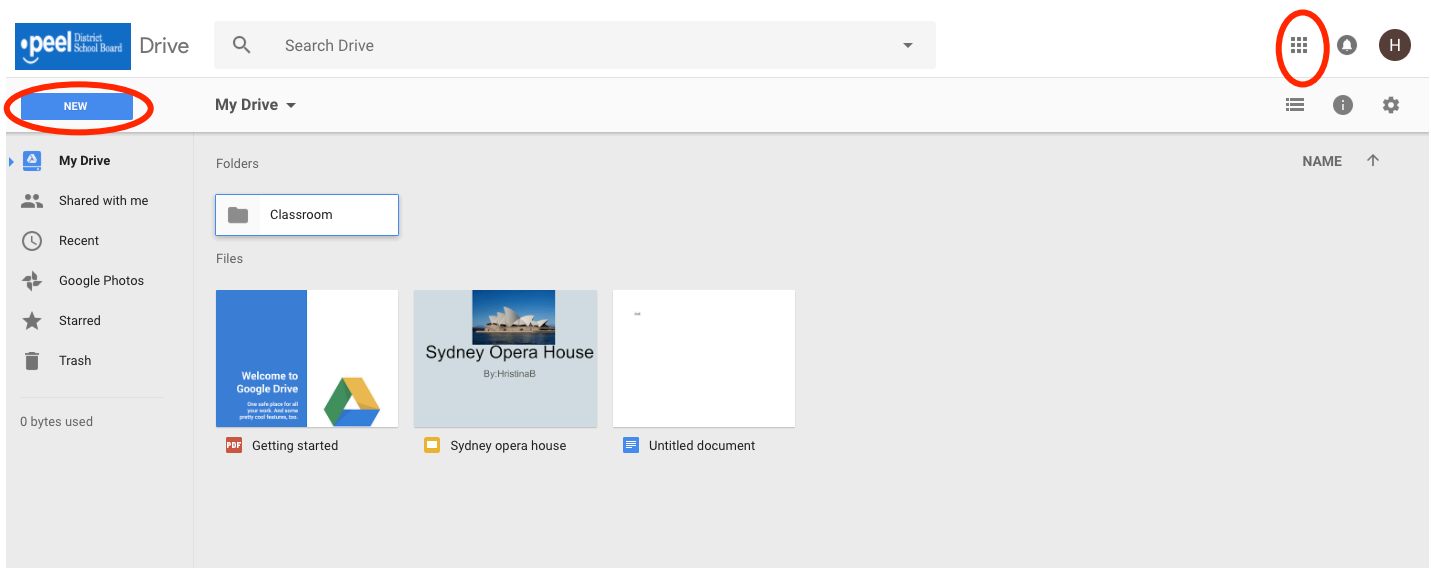 peel District School Board
Drive
Search Drive
H
NEW
My Drive
My Drive
Shared with me
Recent
Google Photos
Starred
Trash
0 bytes used
Folders
NAME
Classroom
Files
Welcome to
Google Drive
One safe place for all
your work. And some
pretty cool features, too.
Sydney Opera House
By:HristinaB
PDF
Getting started
Sydney opera house
Untitled document